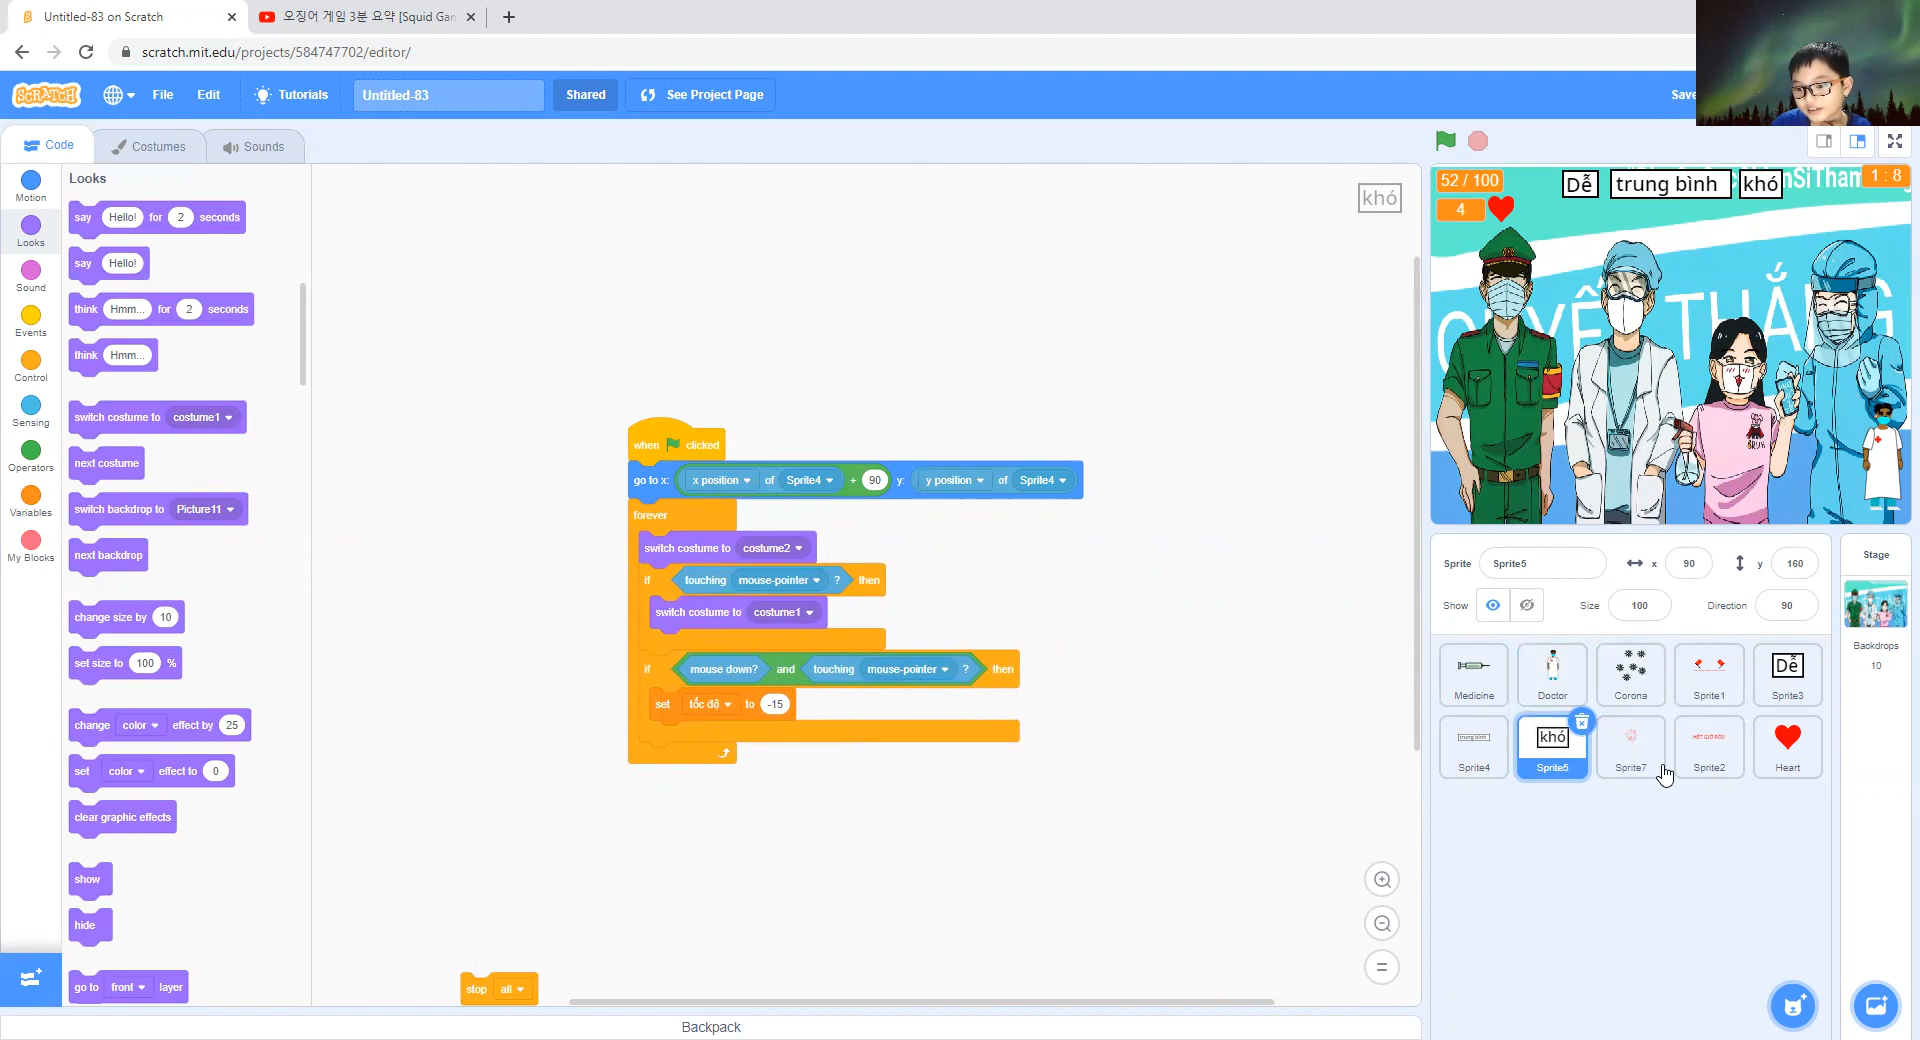 Untitled-83 on Scratch
오징어 게임 3분 요약 [Squid Gam
scratch.mit.edu/projects/584747702/editor/
SCRATCH
File
Edit
Tutorials
Untitled-83
Shared
See Project Page
Save
Code
Costumes
Sounds
Motion
Looks
Sound
Events
Control
Sensing
Operators
Variables
My Blocks
Looks
say Hello! for 2 seconds
say Hello!
think Hmm... for 2 seconds
think Hmm...
switch costume to costume1
next costume
switch backdrop to Picture11
next backdrop
change size by 10
set size to 100 %
change color effect by 25
set color effect to 0
clear graphic effects
show
hide
go to front layer
khó
when clicked
go to x: x position of Sprite4 + 90 y: y position of Sprite4
forever
switch costume to costume2
if touching mouse-pointer ? then
switch costume to costume1
if mouse down? and touching mouse-pointer ? then
set tốc độ to -15
stop all
Backpack
52 / 100
Dễ
trung bình
khó
1 : 8
4
BRUH
Sprite Sprite5 x 90 y 160
Show Size 100 Direction 90
Medicine
Doctor
Corona
Sprite1
Dễ
Sprite3
trung bình
Sprite4
khó
Sprite5
Sprite7
HẾT GIỜ RỒI!
Sprite2
Heart
Stage
Backdrops
10